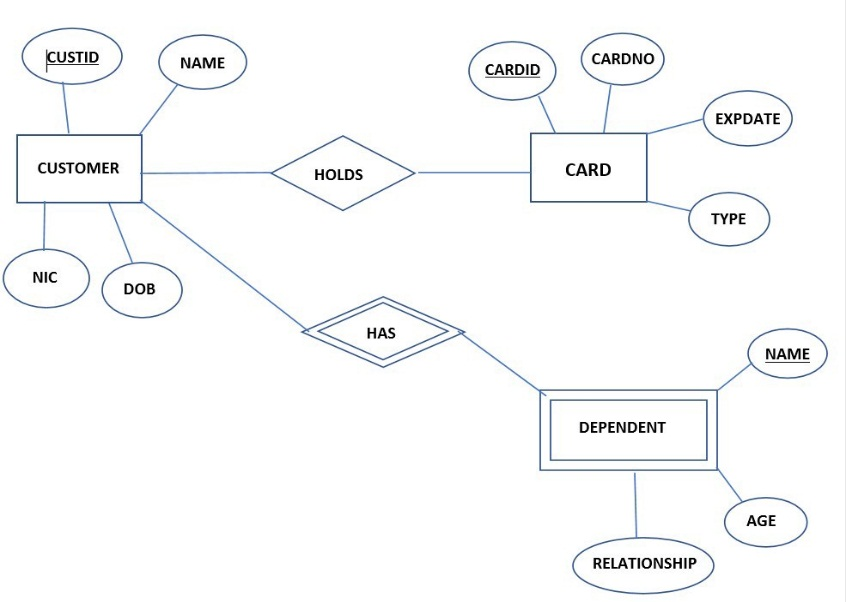 CUSTID
NAME
CARDID
CARDNO
EXPDATE
CUSTOMER
HOLDS
CARD
TYPE
NIC
DOB
HAS
NAME
DEPENDENT
AGE
RELATIONSHIP